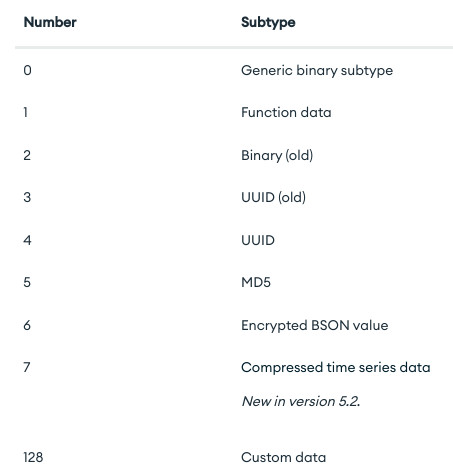 Number Subtype
0 Generic binary subtype
1 Function data
2 Binary (old)
3 UUID (old)
4 UUID
5 MD5
6 Encrypted BSON value
7 Compressed time series data
New in version 5.2.
128 Custom data